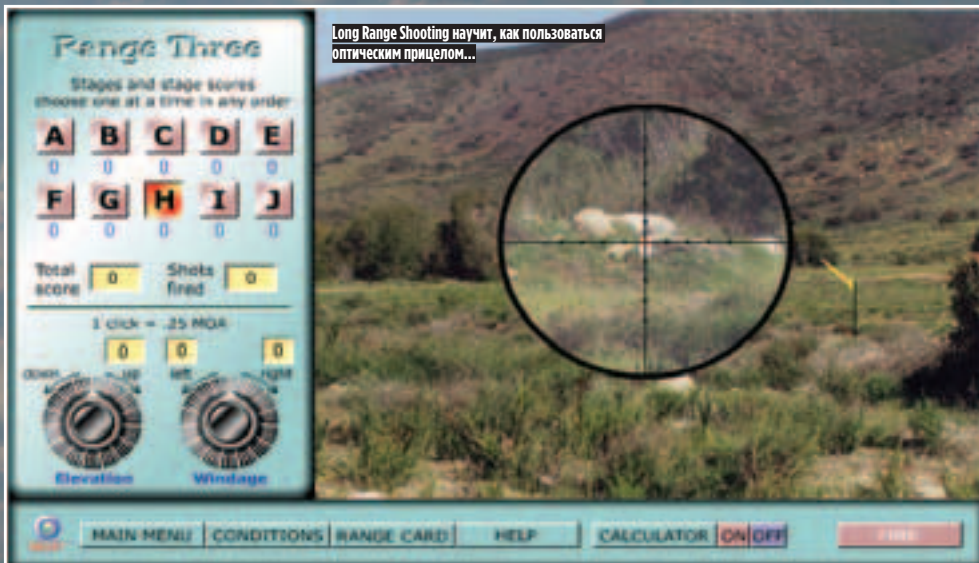 Range Three
Long Range Shooting научит, как пользоваться
оптическим прицелом...
Stages and stage scores
choose one at a time in any order
A B C D E
0 0 0 0 0
F G H I J
0 0 0 0 0
Total
score 0
Shots
fired 0
1 click = .25 MOA
0 0 0
down up left right
Elevation Windage
MAIN MENU CONDITIONS RANGE CARD HELP CALCULATOR ON OFF FIRE